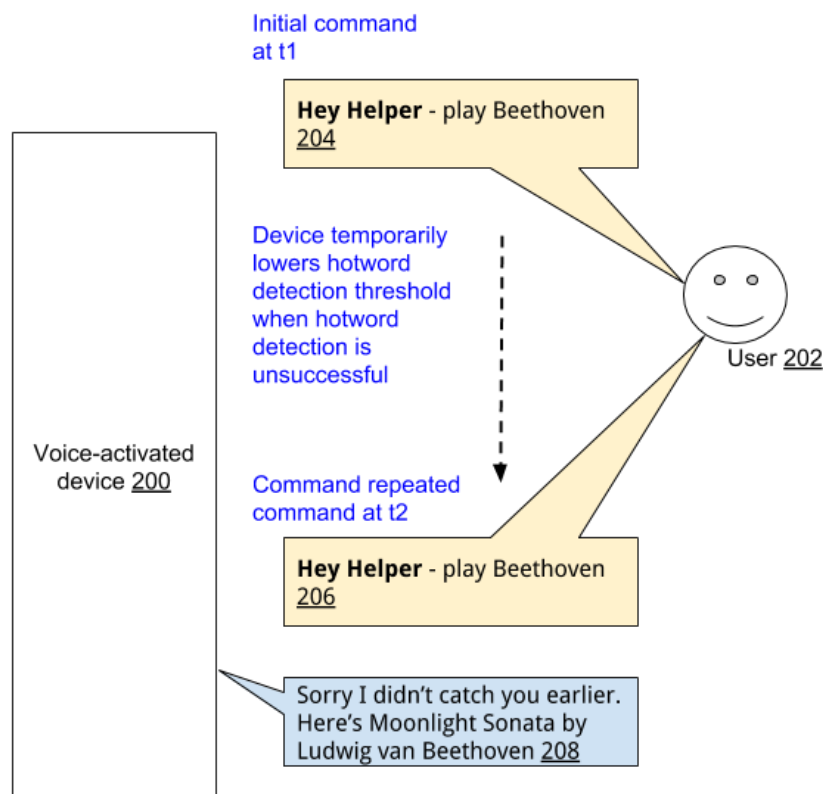 Initial command
at t1
Hey Helper - play Beethoven
204
Device temporarily
lowers hotword
detection threshold
when hotword
detection is
unsuccessful
User 202
Voice-activated
device 200
Command repeated
command at t2
Hey Helper - play Beethoven
206
Sorry I didn’t catch you earlier.
Here’s Moonlight Sonata by
Ludwig van Beethoven 208